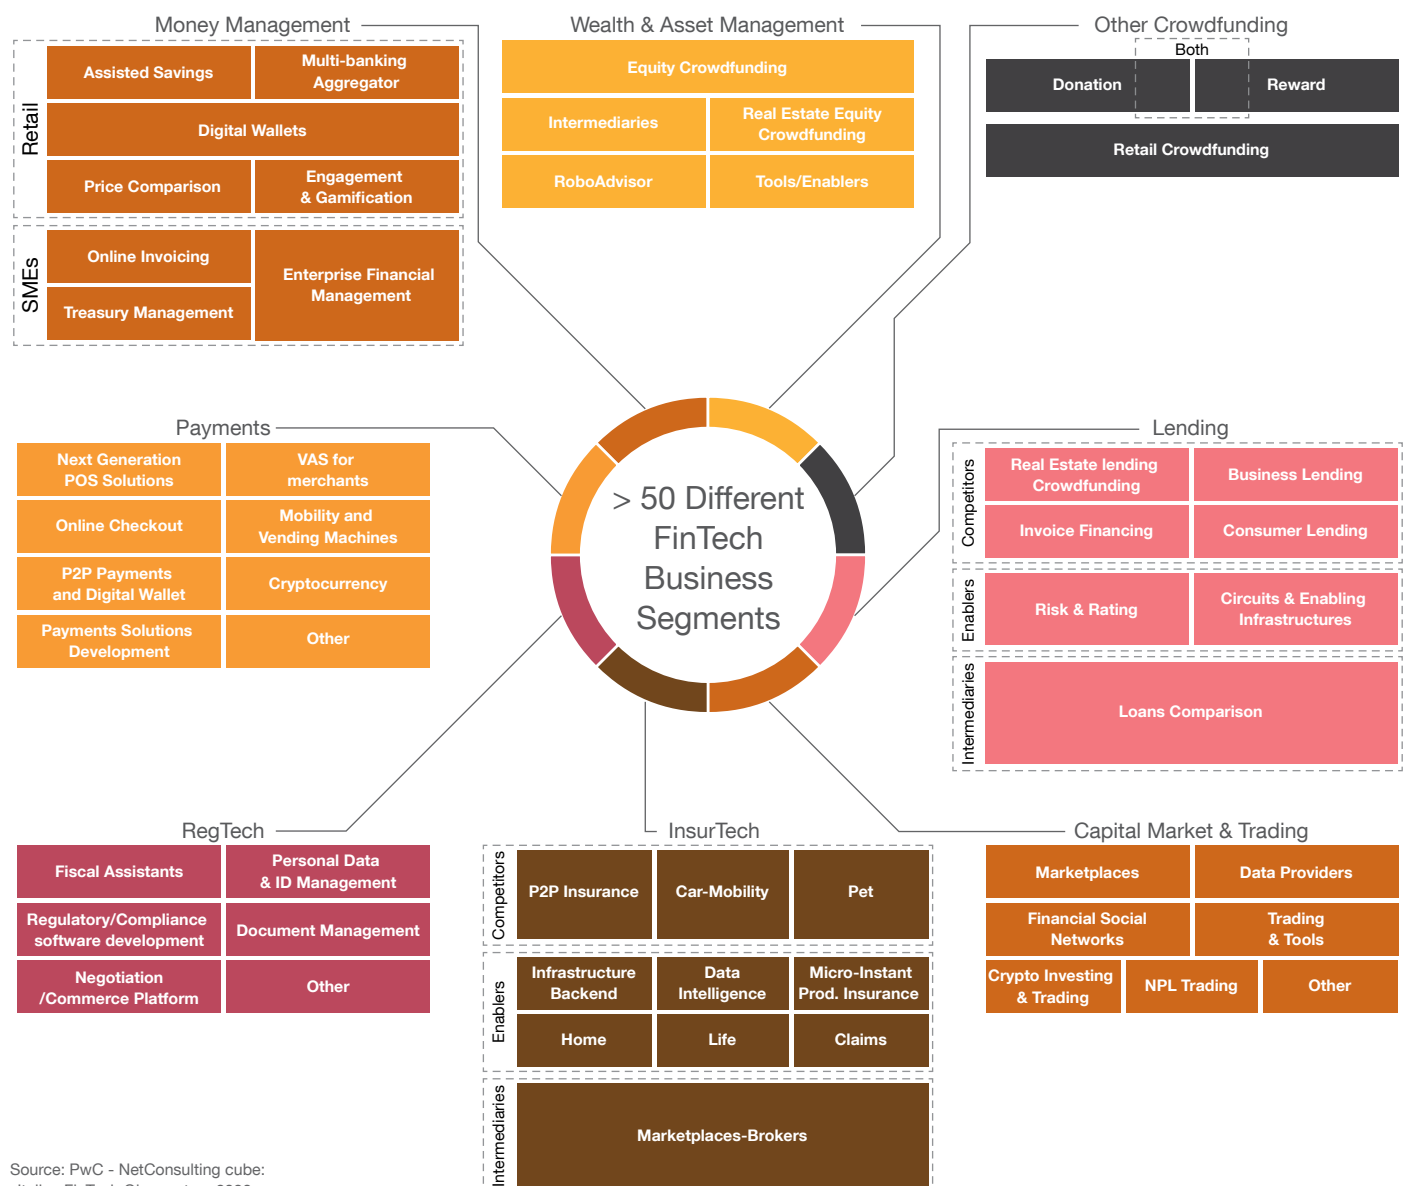 Money Management
Retail
Assisted Savings
Multi-banking
Aggregator
Digital Wallets
Price Comparison
Engagement
& Gamification
SMEs
Online Invoicing
Treasury Management
Enterprise Financial
Management
Wealth & Asset Management
Equity Crowdfunding
Intermediaries
Real Estate Equity
Crowdfunding
RoboAdvisor
Tools/Enablers
Other Crowdfunding
Both
Donation
Reward
Retail Crowdfunding
Payments
Next Generation
POS Solutions
VAS for
merchants
Online Checkout
Mobility and
Vending Machines
P2P Payments
and Digital Wallet
Cryptocurrency
Payments Solutions
Development
Other
> 50 Different
FinTech
Business
Segments
Lending
Competitors
Real Estate lending
Crowdfunding
Business Lending
Invoice Financing
Consumer Lending
Enablers
Risk & Rating
Circuits & Enabling
Infrastructures
Intermediaries
Loans Comparison
RegTech
Fiscal Assistants
Personal Data
& ID Management
Regulatory/Compliance
software development
Document Management
Negotiation
/Commerce Platform
Other
InsurTech
Competitors
P2P Insurance
Car-Mobility
Pet
Enablers
Infrastructure
Backend
Data
Intelligence
Micro-Instant
Prod. Insurance
Home
Life
Claims
Intermediaries
Marketplaces-Brokers
Capital Market & Trading
Marketplaces
Data Providers
Financial Social
Networks
Trading
& Tools
Crypto Investing
& Trading
NPL Trading
Other
Source: PwC - NetConsulting cube: